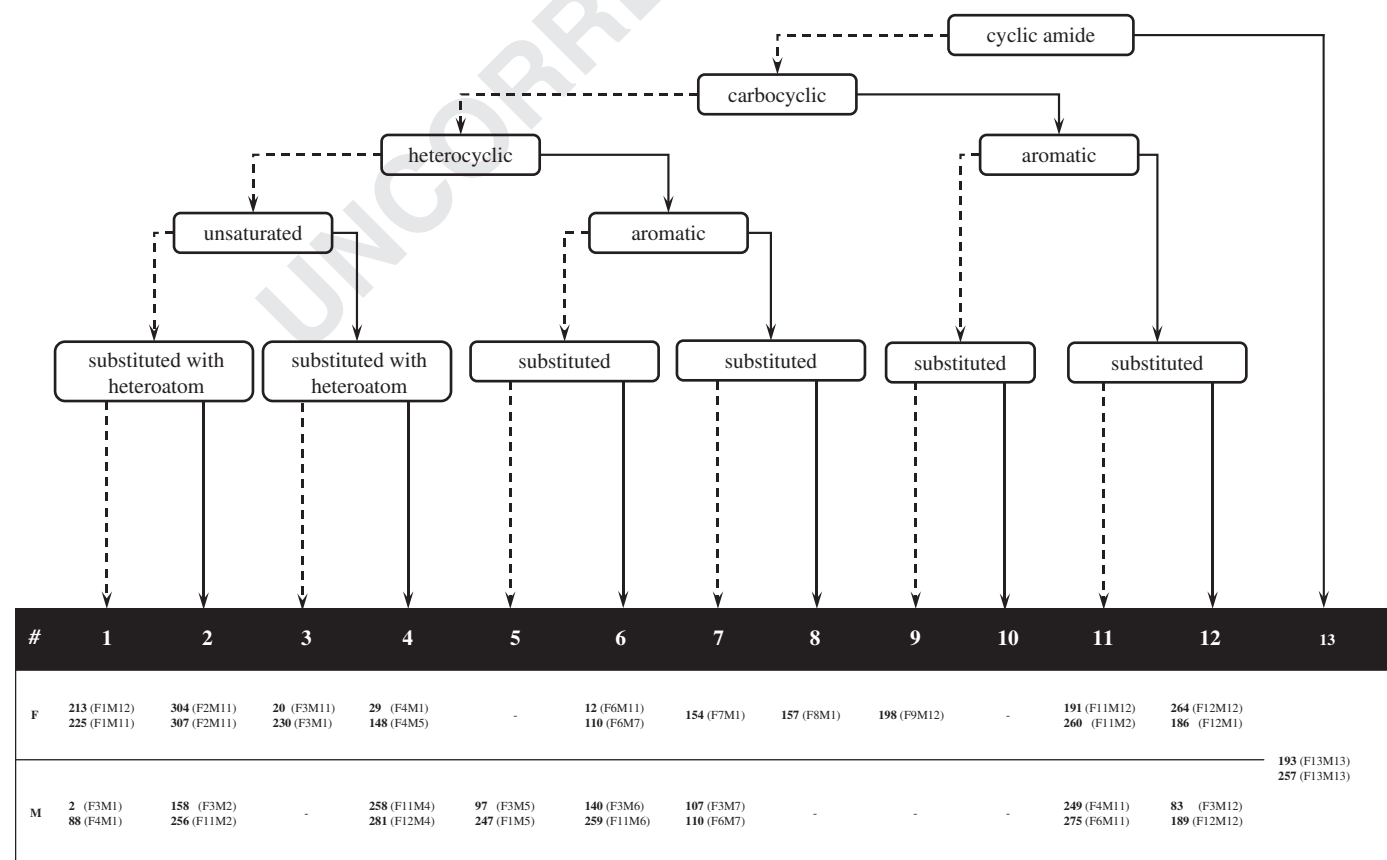 cyclic amide
carbocyclic
heterocyclic
aromatic
unsaturated
aromatic
substituted with
heteroatom
substituted with
heteroatom
substituted
substituted
substituted
substituted
# 1 2 3 4 5 6 7 8 9 10 11 12 13
F
213 (F1M12)
225 (F1M11)
304 (F2M11)
307 (F2M11)
20 (F3M11)
230 (F3M1)
29 (F4M1)
148 (F4M5)
-
12 (F6M11)
110 (F6M7)
154 (F7M1)
157 (F8M1)
198 (F9M12)
-
191 (F11M12)
260 (F11M2)
264 (F12M12)
186 (F12M1)
193 (F13M13)
257 (F13M13)
M
2 (F3M1)
88 (F4M1)
158 (F3M2)
256 (F11M2)
-
258 (F11M4)
281 (F12M4)
97 (F3M5)
247 (F1M5)
140 (F3M6)
259 (F11M6)
107 (F3M7)
110 (F6M7)
-
-
-
249 (F4M11)
275 (F6M11)
83 (F3M12)
189 (F12M12)
UNCORRE